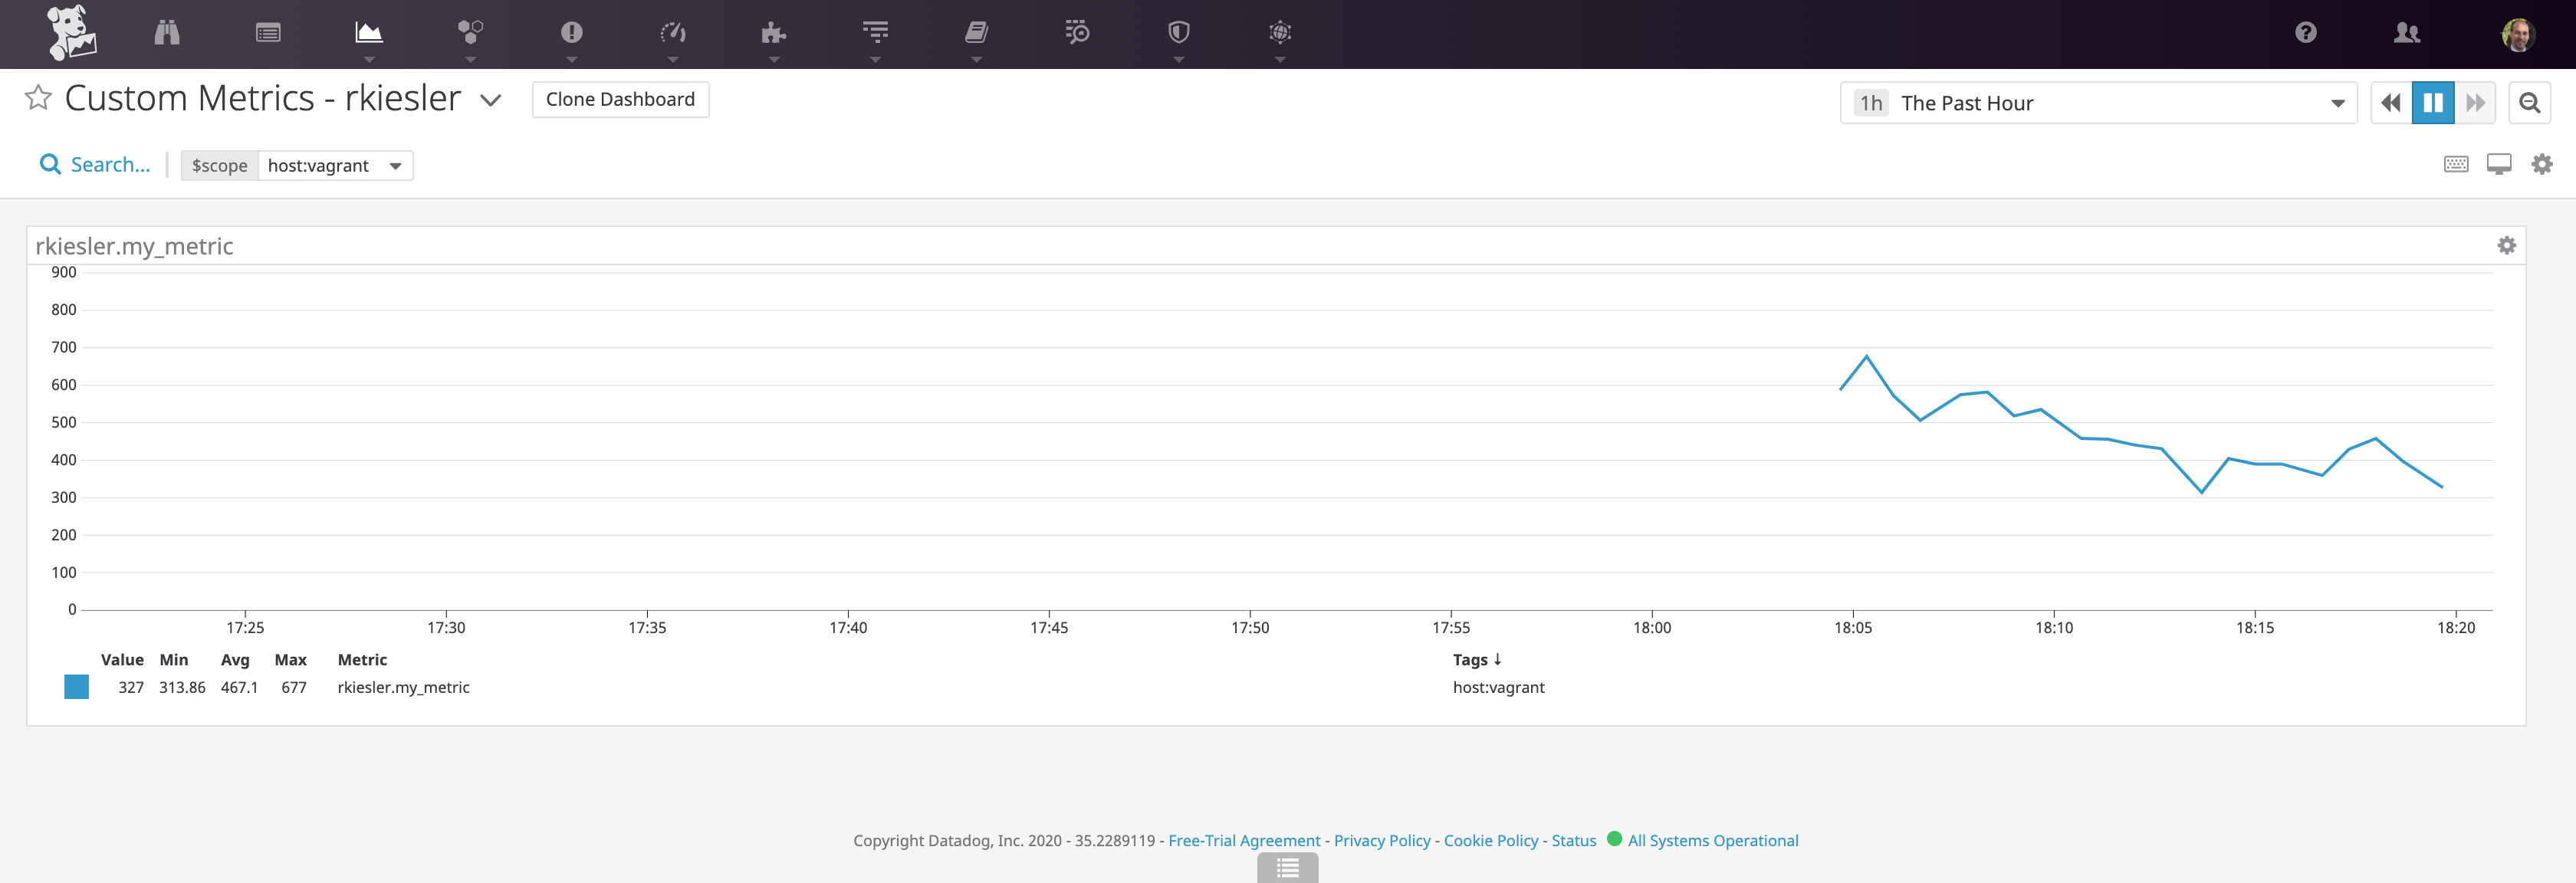 Custom Metrics - rkiesler
Clone Dashboard
1h The Past Hour
Search...
$scope host:vagrant
rkiesler.my_metric
900
800
700
600
500
400
300
200
100
0
17:25 17:30 17:35 17:40 17:45 17:50 17:55 18:00 18:05 18:10 18:15 18:20
Value Min Avg Max Metric Tags ↓
327 313.86 467.1 677 rkiesler.my_metric host:vagrant
Copyright Datadog, Inc. 2020 - 35.2289119 - Free-Trial Agreement - Privacy Policy - Cookie Policy - Status All Systems Operational